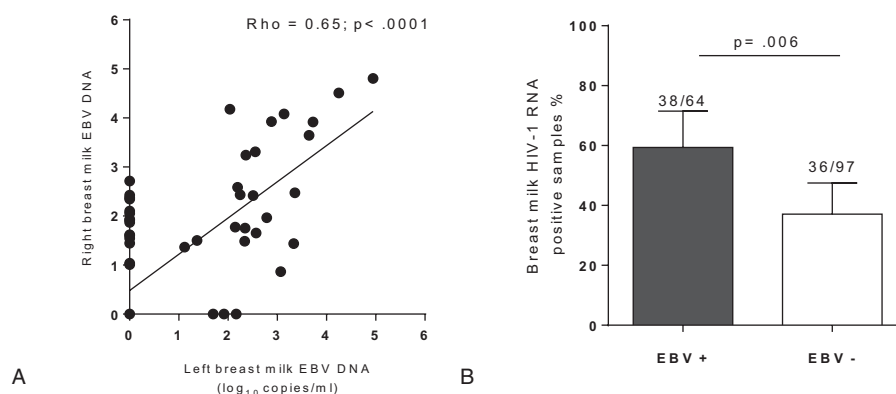 Rho = 0.65; p< .0001
Right breast milk EBV DNA
6
5
4
3
2
1
0
0 1 2 3 4 5 6
Left breast milk EBV DNA
(log10 copies/ml)
A
p= .006
Breast milk HIV-1 RNA
positive samples %
100
80
60
40
20
0
38/64
36/97
EBV + EBV -
B